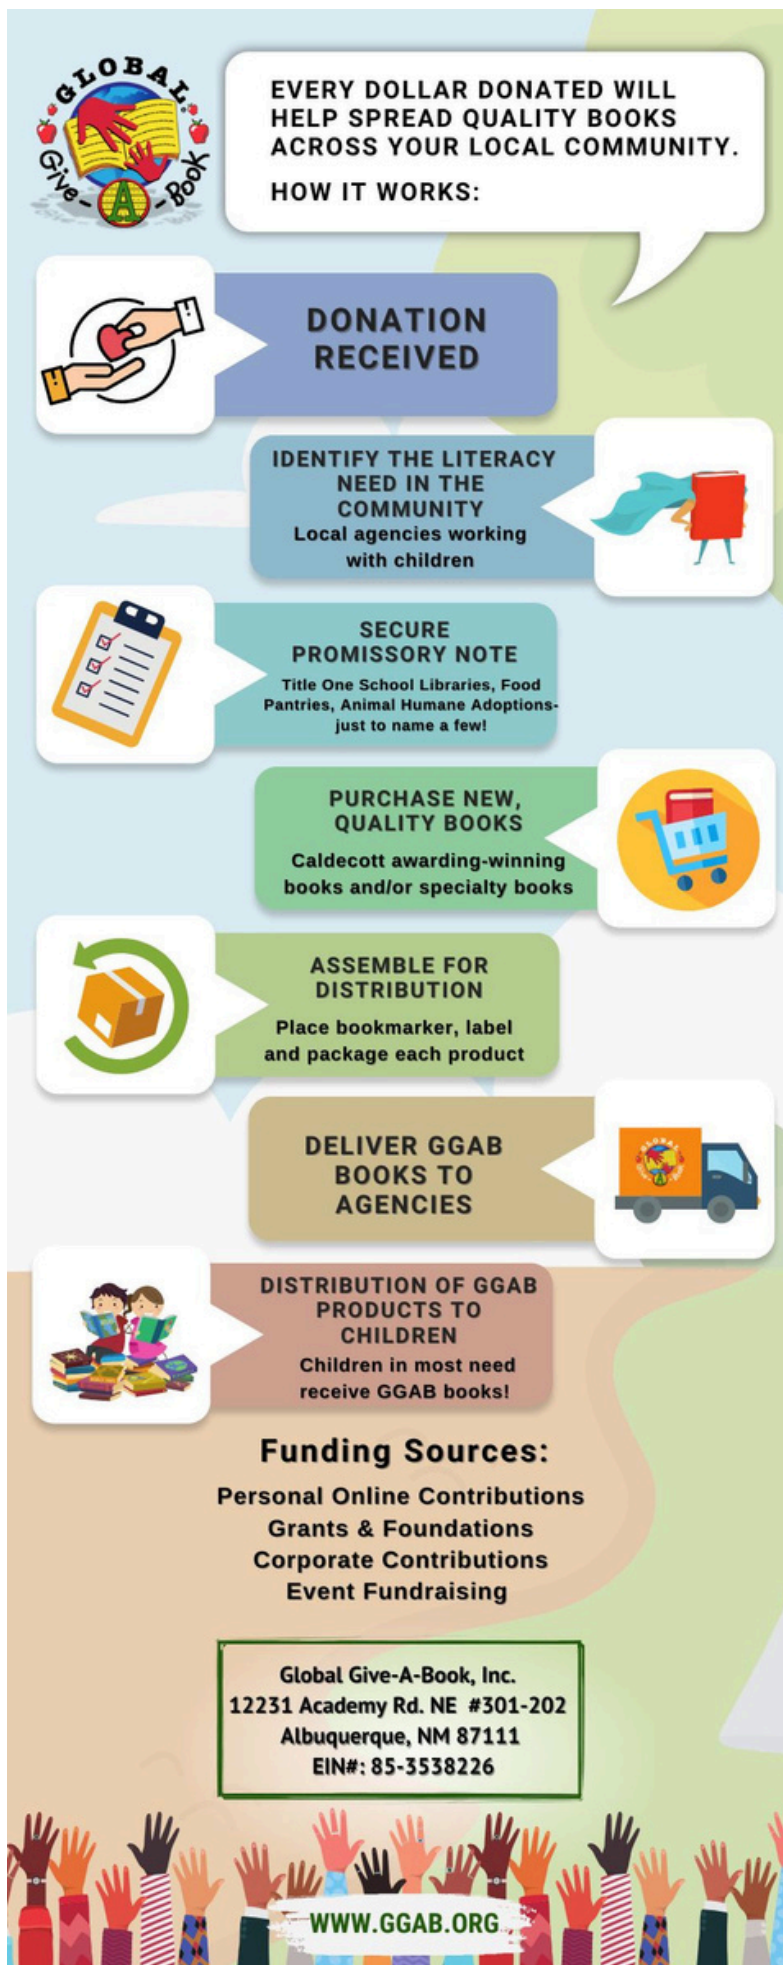 GLOBAL
Give-A-Book
EVERY DOLLAR DONATED WILL
HELP SPREAD QUALITY BOOKS
ACROSS YOUR LOCAL COMMUNITY.
HOW IT WORKS:
DONATION
RECEIVED
IDENTIFY THE LITERACY
NEED IN THE
COMMUNITY
Local agencies working
with children
SECURE
PROMISSORY NOTE
Title One School Libraries, Food
Pantries, Animal Humane Adoptions-
just to name a few!
PURCHASE NEW,
QUALITY BOOKS
Caldecott awarding-winning
books and/or specialty books
ASSEMBLE FOR
DISTRIBUTION
Place bookmarker, label
and package each product
DELIVER GGAB
BOOKS TO
AGENCIES
GLOBAL
Give-A-Book
DISTRIBUTION OF GGAB
PRODUCTS TO
CHILDREN
Children in most need
receive GGAB books!
Funding Sources:
Personal Online Contributions
Grants & Foundations
Corporate Contributions
Event Fundraising
Global Give-A-Book, Inc.
12231 Academy Rd. NE #301-202
Albuquerque, NM 87111
EIN#: 85-3538226
WWW.GGAB.ORG